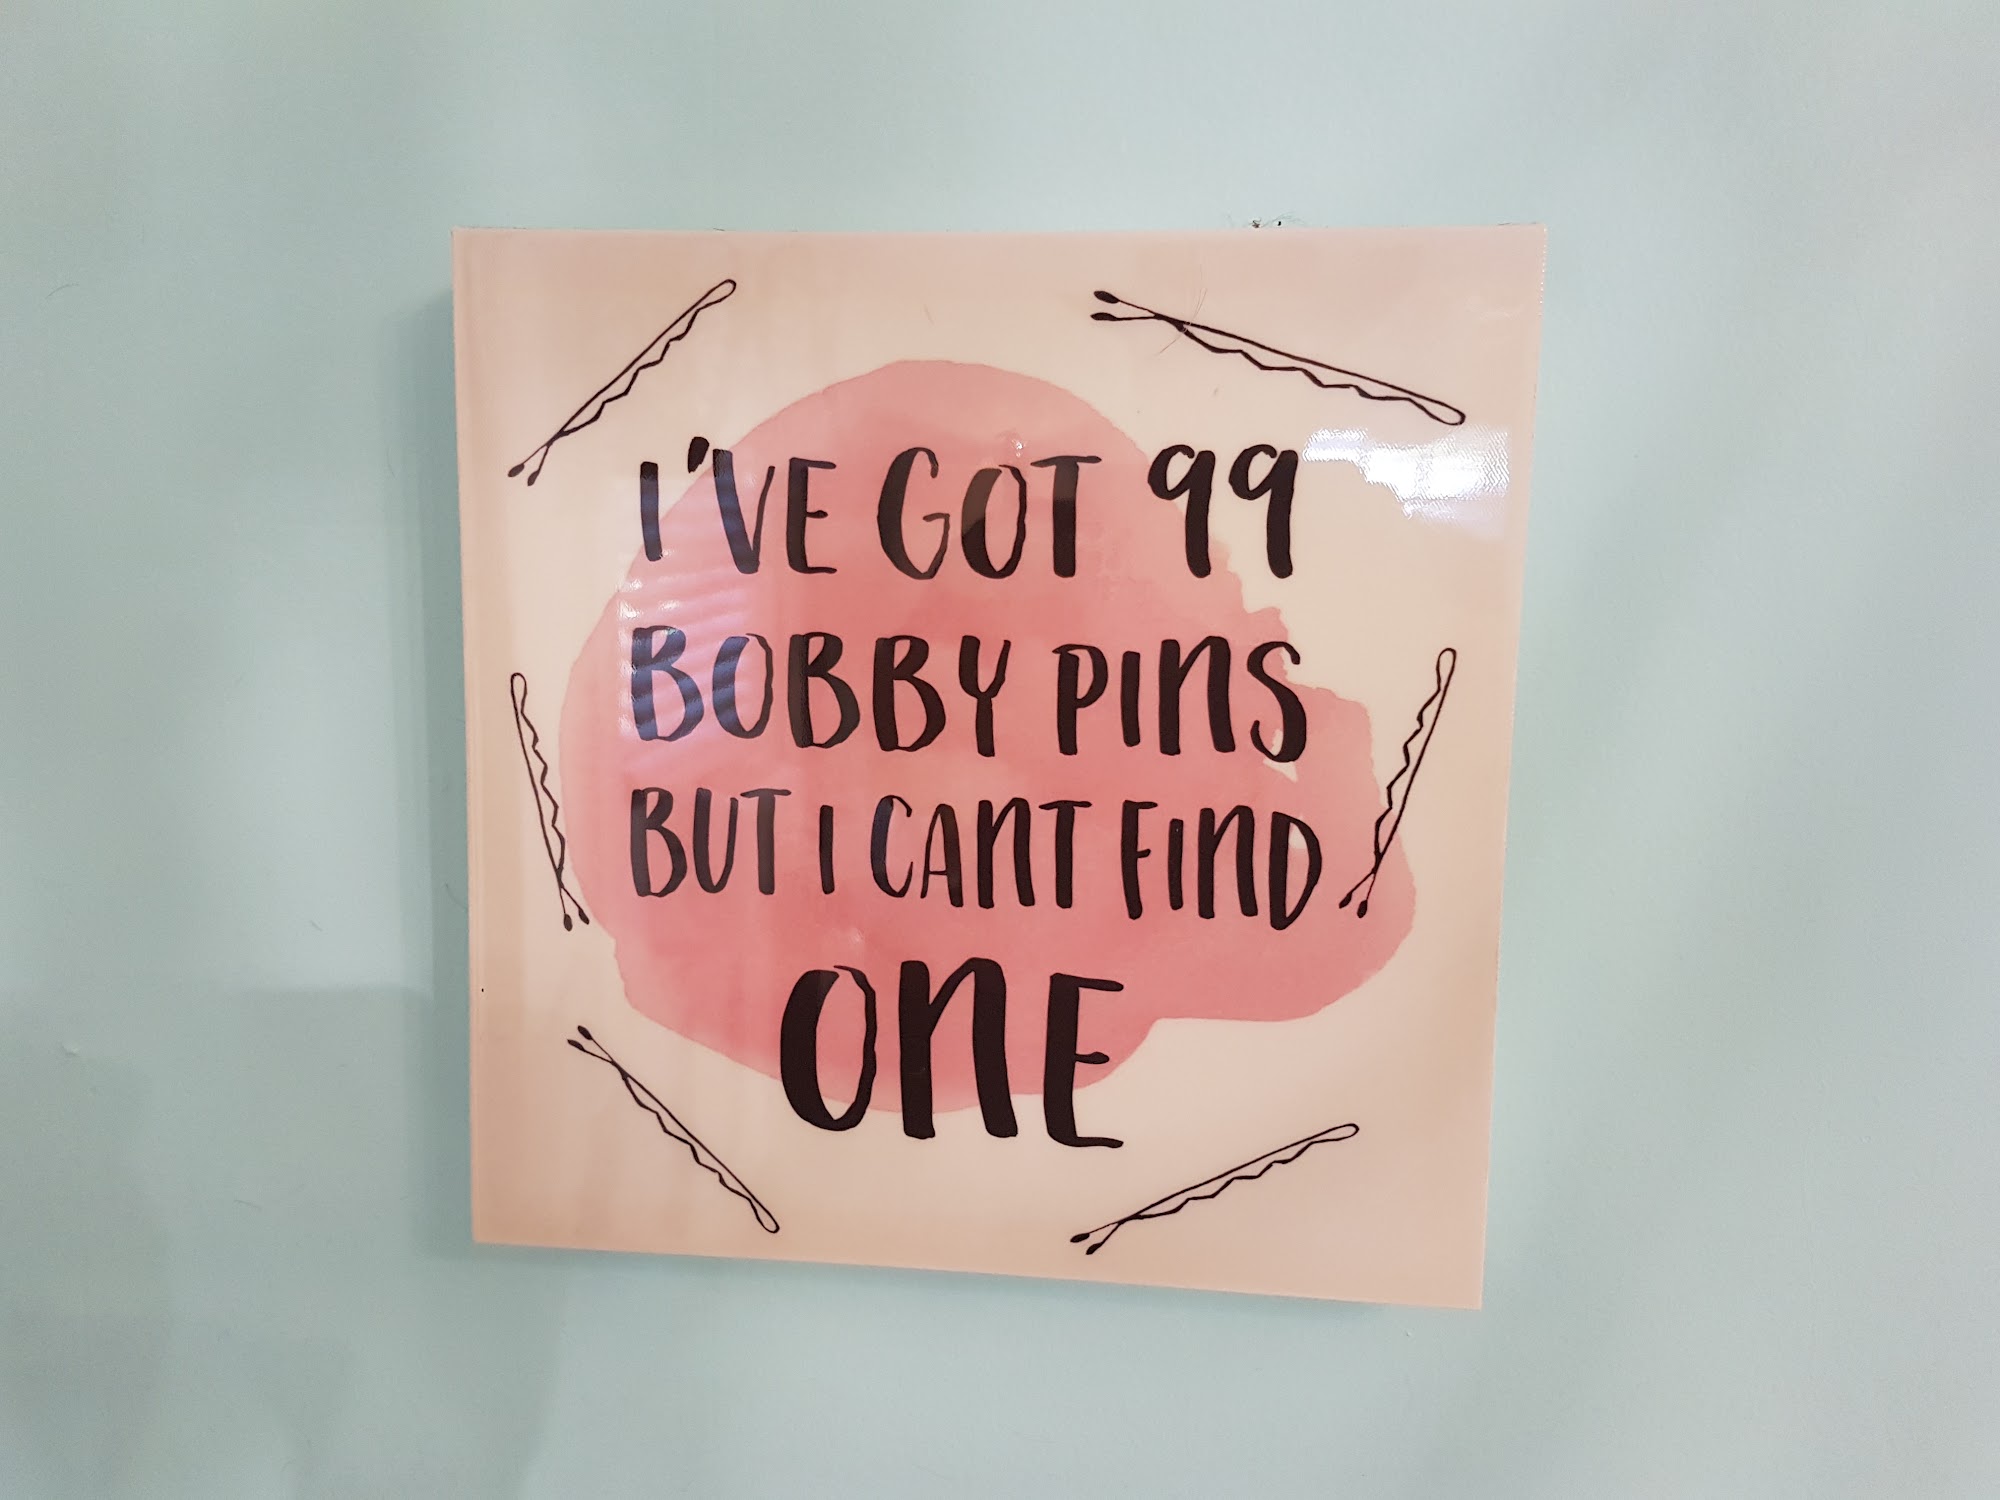 I'VE GOT 99
BOBBY PINS
BUT I CANT FIND
ONE